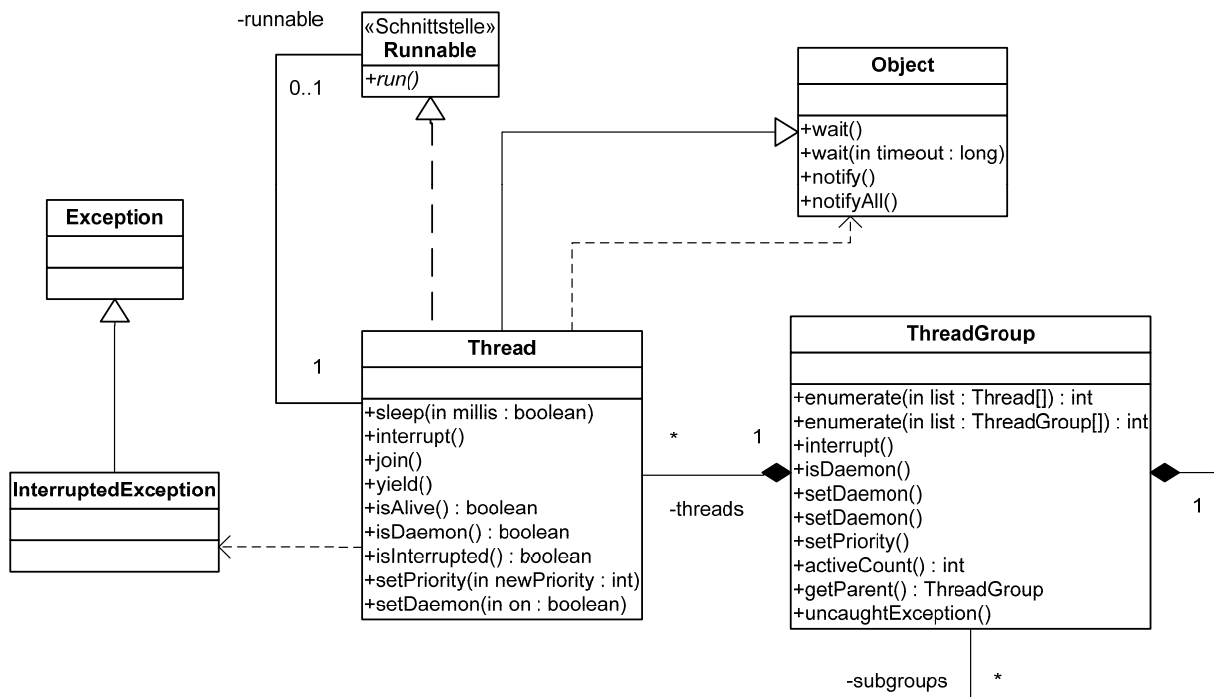 -runnable
«Schnittstelle»
Runnable
+run()
0..1
Object
+wait()
+wait(in timeout : long)
+notify()
+notifyAll()
Exception
Thread
1
+sleep(in millis : boolean)
+interrupt()
+join()
+yield()
+isAlive() : boolean
+isDaemon() : boolean
+isInterrupted() : boolean
+setPriority(in newPriority : int)
+setDaemon(in on : boolean)
InterruptedException
*
1
-threads
ThreadGroup
+enumerate(in list : Thread[]) : int
+enumerate(in list : ThreadGroup[]) : int
+interrupt()
+isDaemon()
+setDaemon()
+setDaemon()
+setPriority()
+activeCount() : int
+getParent() : ThreadGroup
+uncaughtException()
1
-subgroups
*